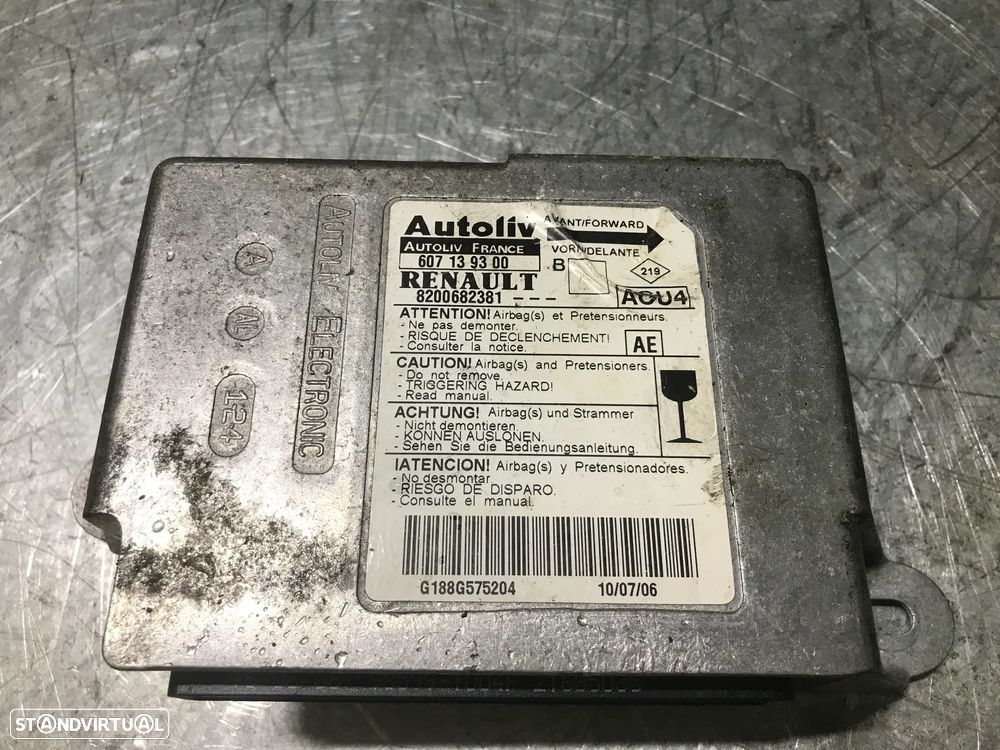 AUTOLIV ELECTRONIC
A
AL
124
Autoliv
AVANT/FORWARD
AUTOLIV FRANCE
VORN/DELANTE
607 13 93 00
B
219
RENAULT
8200682381 ---
ACU4
ATTENTION! Airbag(s) et Pretensionneurs.
- Ne pas demonter.
- RISQUE DE DECLENCHEMENT!
- Consulter la notice.
AE
CAUTION! Airbag(s) and Pretensioners.
- Do not remove.
- TRIGGERING HAZARD!
- Read manual.
ACHTUNG! Airbag(s) und Strammer
- Nicht demontieren.
- KONNEN AUSLONEN.
- Sehen Sie die Bedienungsanleitung.
IATENCION! Airbag(s) y Pretensionadores.
- No desmontar.
- RIESGO DE DISPARO.
- Consulte el manual.
G188G575204
10/07/06
STANDVIRTUAL